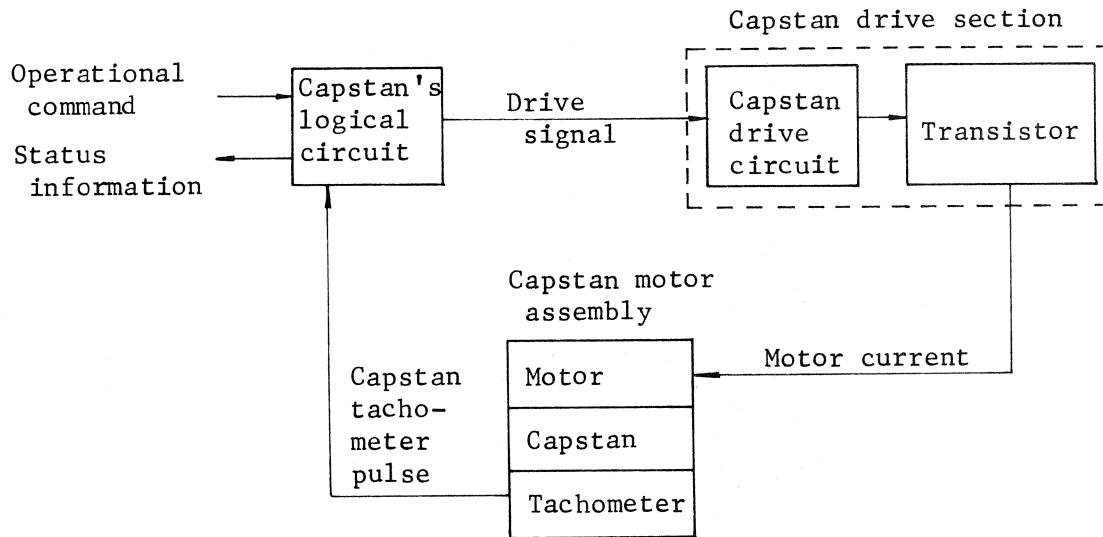 Capstan drive section
Operational
command
Status
information
Capstan's
logical
circuit
Drive
signal
Capstan
drive
circuit
Transistor
Capstan motor
assembly
Motor current
Motor
Capstan
Tachometer
Capstan
tacho-
meter
pulse